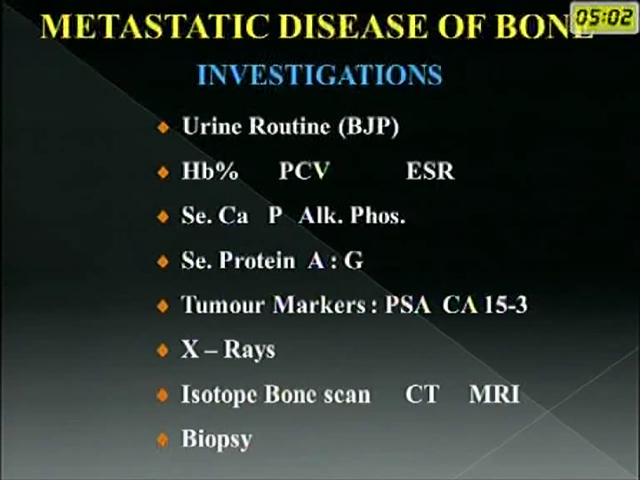 METASTATIC DISEASE OF BONE
05:02
INVESTIGATIONS
Urine Routine (BJP)
Hb% PCV ESR
Se. Ca P Alk. Phos.
Se. Protein A : G
Tumour Markers : PSA CA 15-3
X – Rays
Isotope Bone scan CT MRI
Biopsy